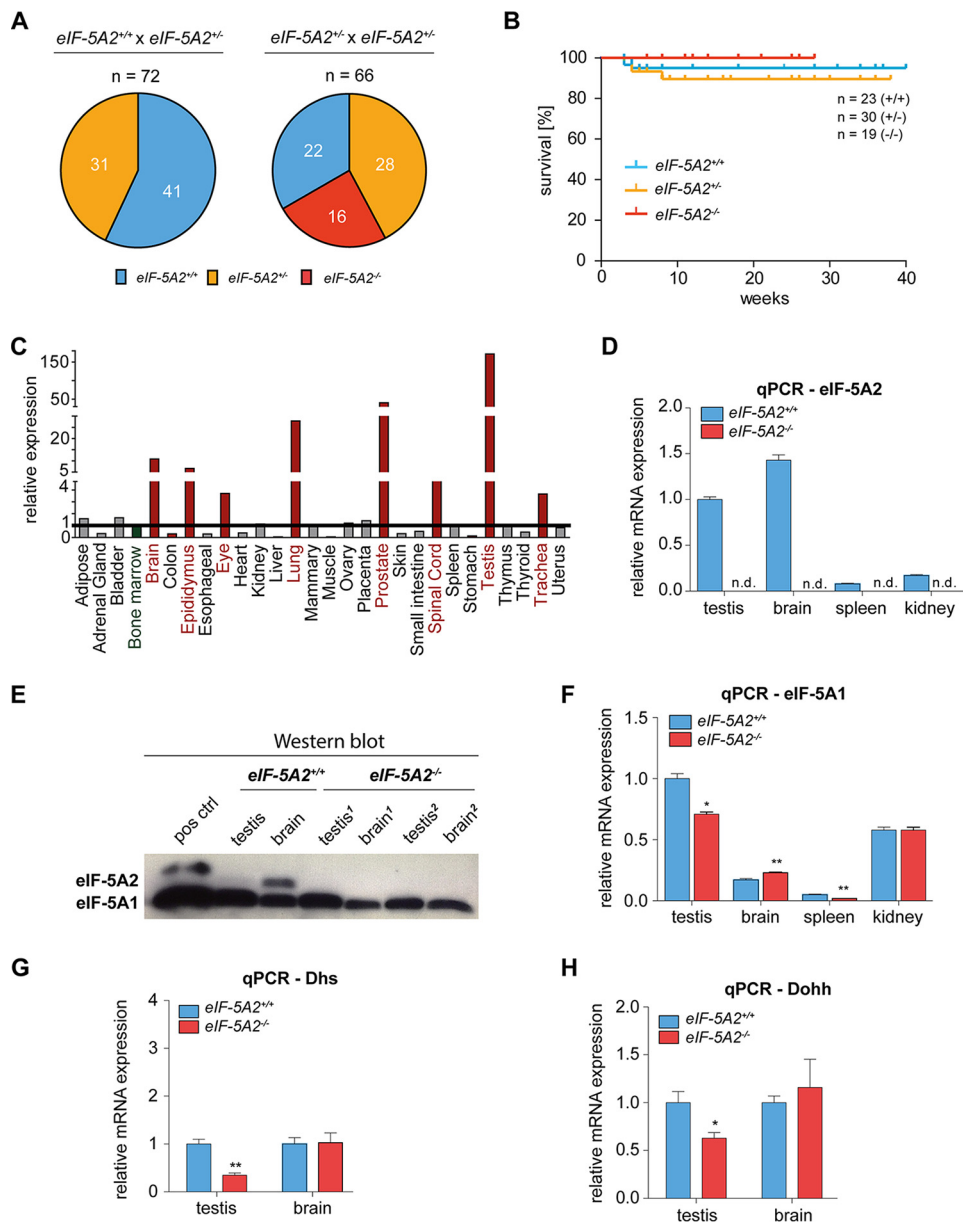 A
eIF-5A2+/+ x eIF-5A2+/-
eIF-5A2+/- x eIF-5A2+/-
n = 72
n = 66
31
41
22
28
16
eIF-5A2+/+
eIF-5A2+/-
eIF-5A2-/-
B
survival [%]
100
80
60
40
20
0
n = 23 (+/+)
n = 30 (+/-)
n = 19 (-/-)
eIF-5A2+/+
eIF-5A2+/-
eIF-5A2-/-
0
10
20
30
40
weeks
C
relative expression
150
50
20
5
4
1
0
Adipose
Adrenal Gland
Bladder
Bone marrow
Brain
Colon
Epididymus
Esophageal
Eye
Heart
Kidney
Liver
Lung
Mammary
Muscle
Ovary
Placenta
Prostate
Skin
Small intestine
Spinal Cord
Spleen
Stomach
Testis
Thymus
Thyroid
Trachea
Uterus
D
qPCR - eIF-5A2
relative mRNA expression
2.0
1.5
1.0
0.5
0.0
eIF-5A2+/+
eIF-5A2-/-
n.d.
n.d.
n.d.
n.d.
testis
brain
spleen
kidney
E
Western blot
eIF-5A2+/+
eIF-5A2-/-
pos ctrl
testis
brain
testis1
brain1
testis2
brain2
eIF-5A2
eIF-5A1
F
qPCR - eIF-5A1
relative mRNA expression
1.5
1.0
0.5
0.0
eIF-5A2+/+
eIF-5A2-/-
*
**
**
testis
brain
spleen
kidney
G
qPCR - Dhs
relative mRNA expression
4
3
2
1
0
eIF-5A2+/+
eIF-5A2-/-
**
testis
brain
H
qPCR - Dohh
relative mRNA expression
2.0
1.5
1.0
0.5
0.0
eIF-5A2+/+
eIF-5A2-/-
*
testis
brain